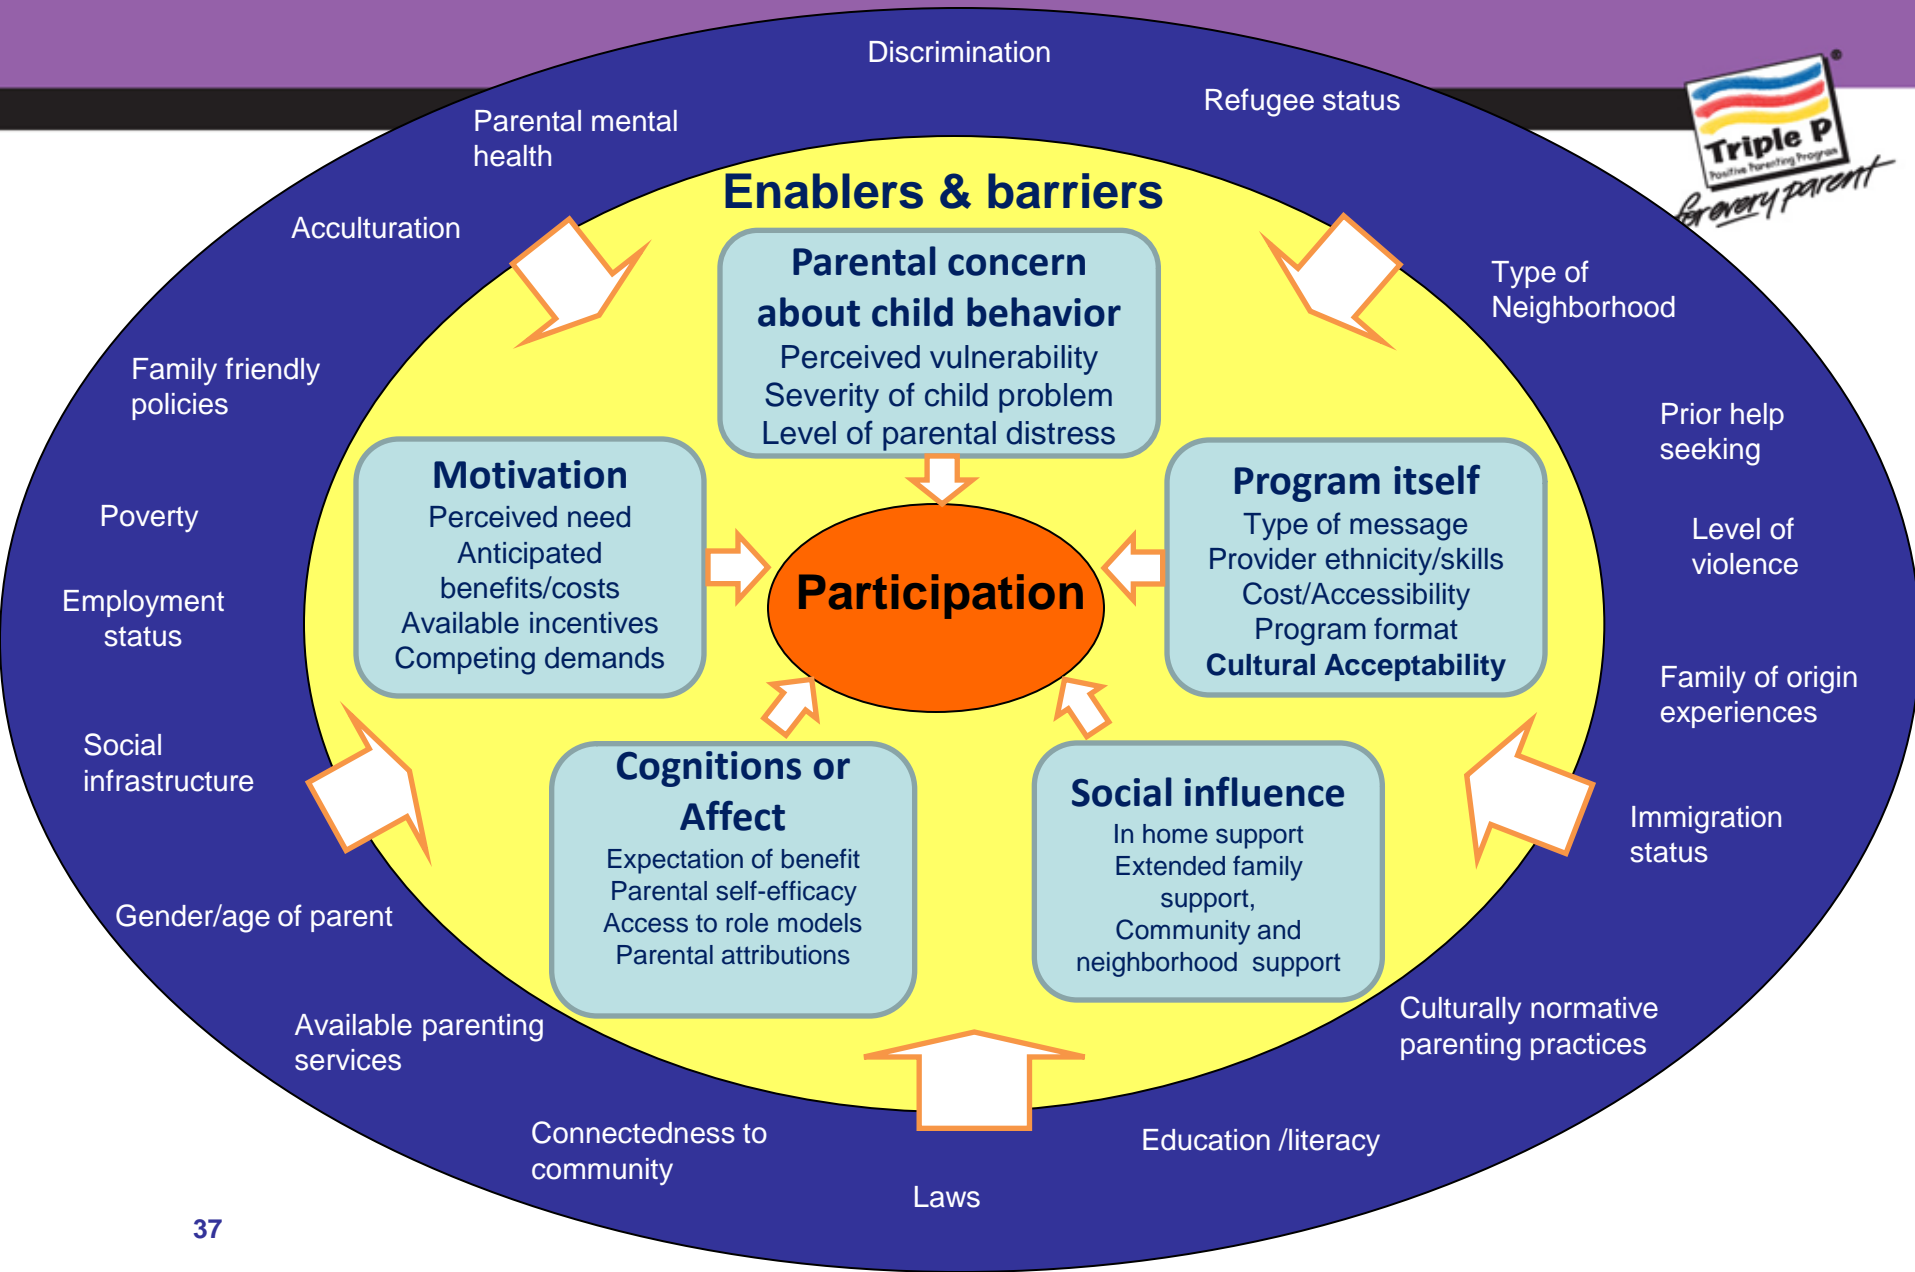 Discrimination
Refugee status
Parental mental
health
Acculturation
Triple P
Positive Parenting Program
®
for every parent
Enablers & barriers
Parental concern
about child behavior
Perceived vulnerability
Severity of child problem
Level of parental distress
Type of
Neighborhood
Family friendly
policies
Prior help
seeking
Motivation
Perceived need
Anticipated
benefits/costs
Available incentives
Competing demands
Participation
Program itself
Type of message
Provider ethnicity/skills
Cost/Accessibility
Program format
Cultural Acceptability
Poverty
Level of
violence
Employment
status
Family of origin
experiences
Social
infrastructure
Cognitions or
Affect
Expectation of benefit
Parental self-efficacy
Access to role models
Parental attributions
Social influence
In home support
Extended family
support,
Community and
neighborhood  support
Immigration
status
Gender/age of parent
Available parenting
services
Culturally normative
parenting practices
Connectedness to
community
Education /literacy
Laws
37